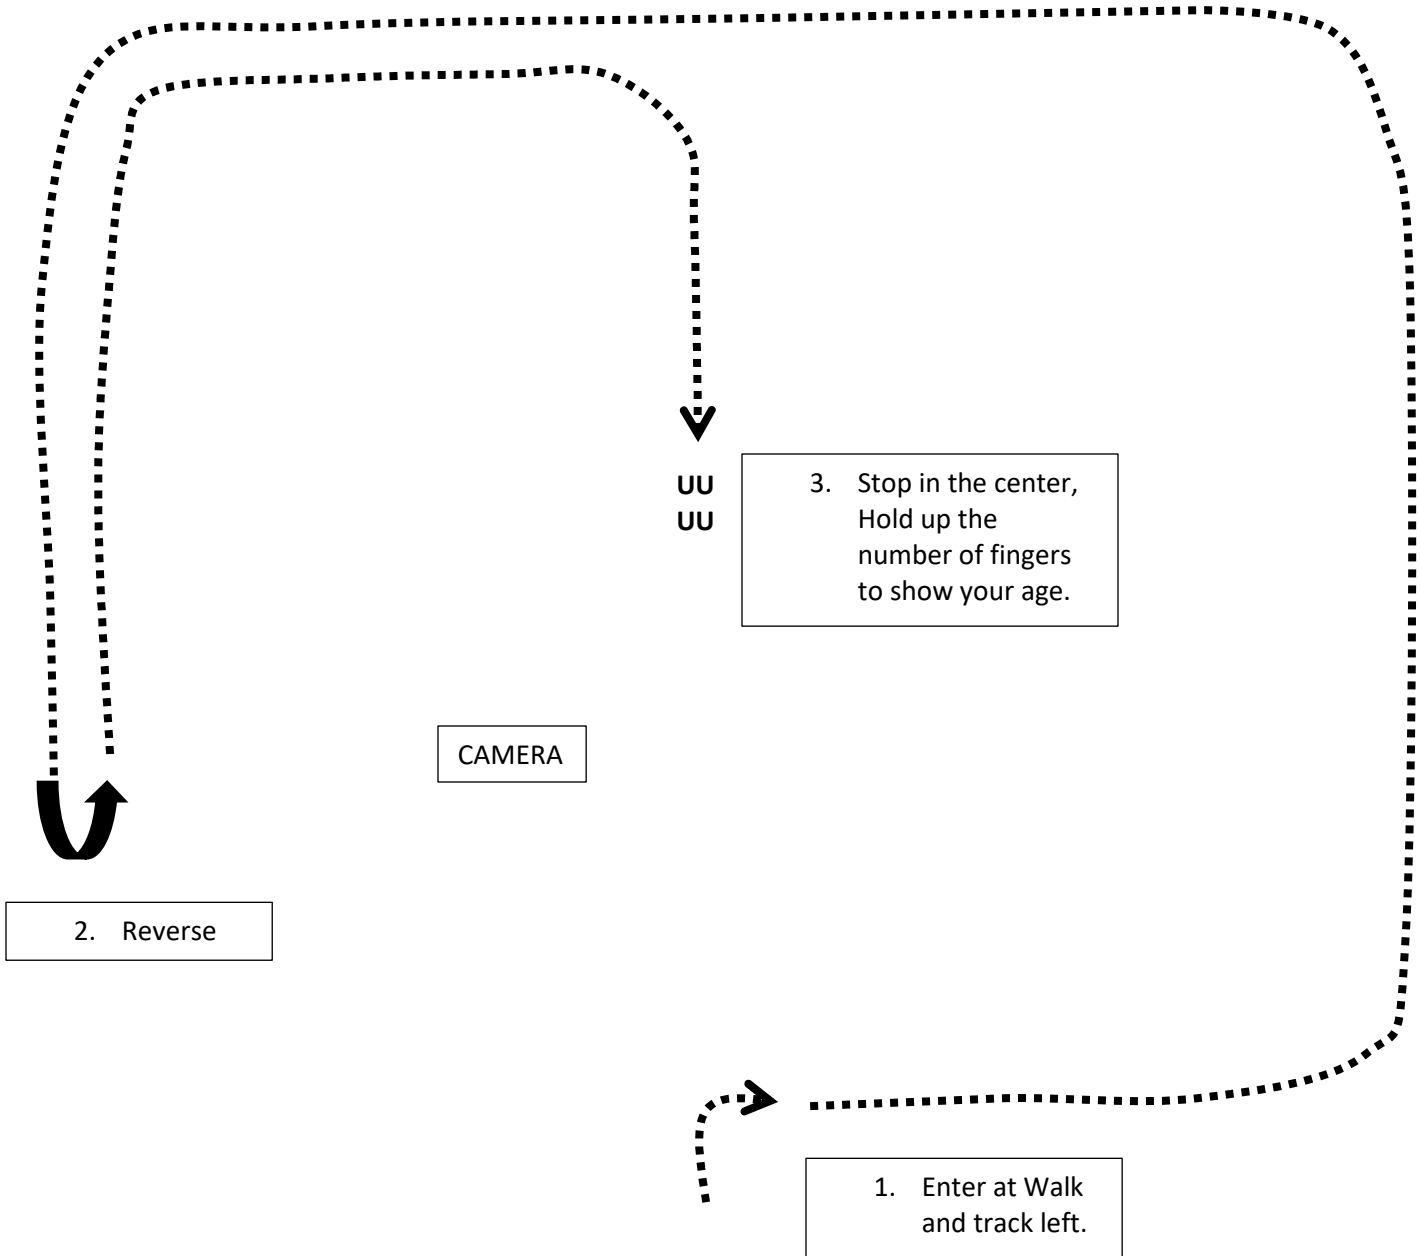 UU
UU
3. Stop in the center,
Hold up the
number of fingers
to show your age.
CAMERA
2. Reverse
1. Enter at Walk
and track left.